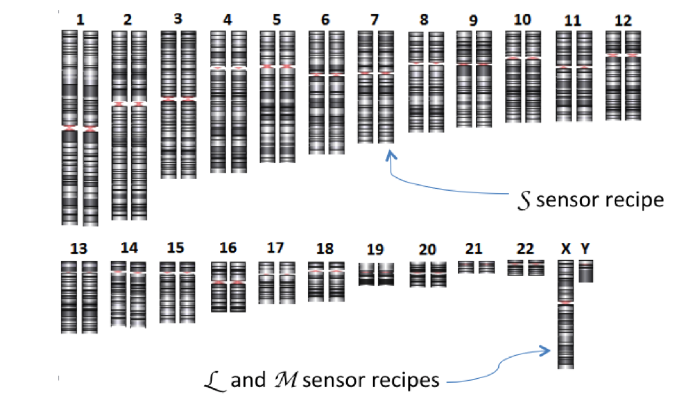 1 2 3 4 5 6 7 8 9 10 11 12
S sensor recipe
13 14 15 16 17 18 19 20 21 22 X Y
L and M sensor recipes